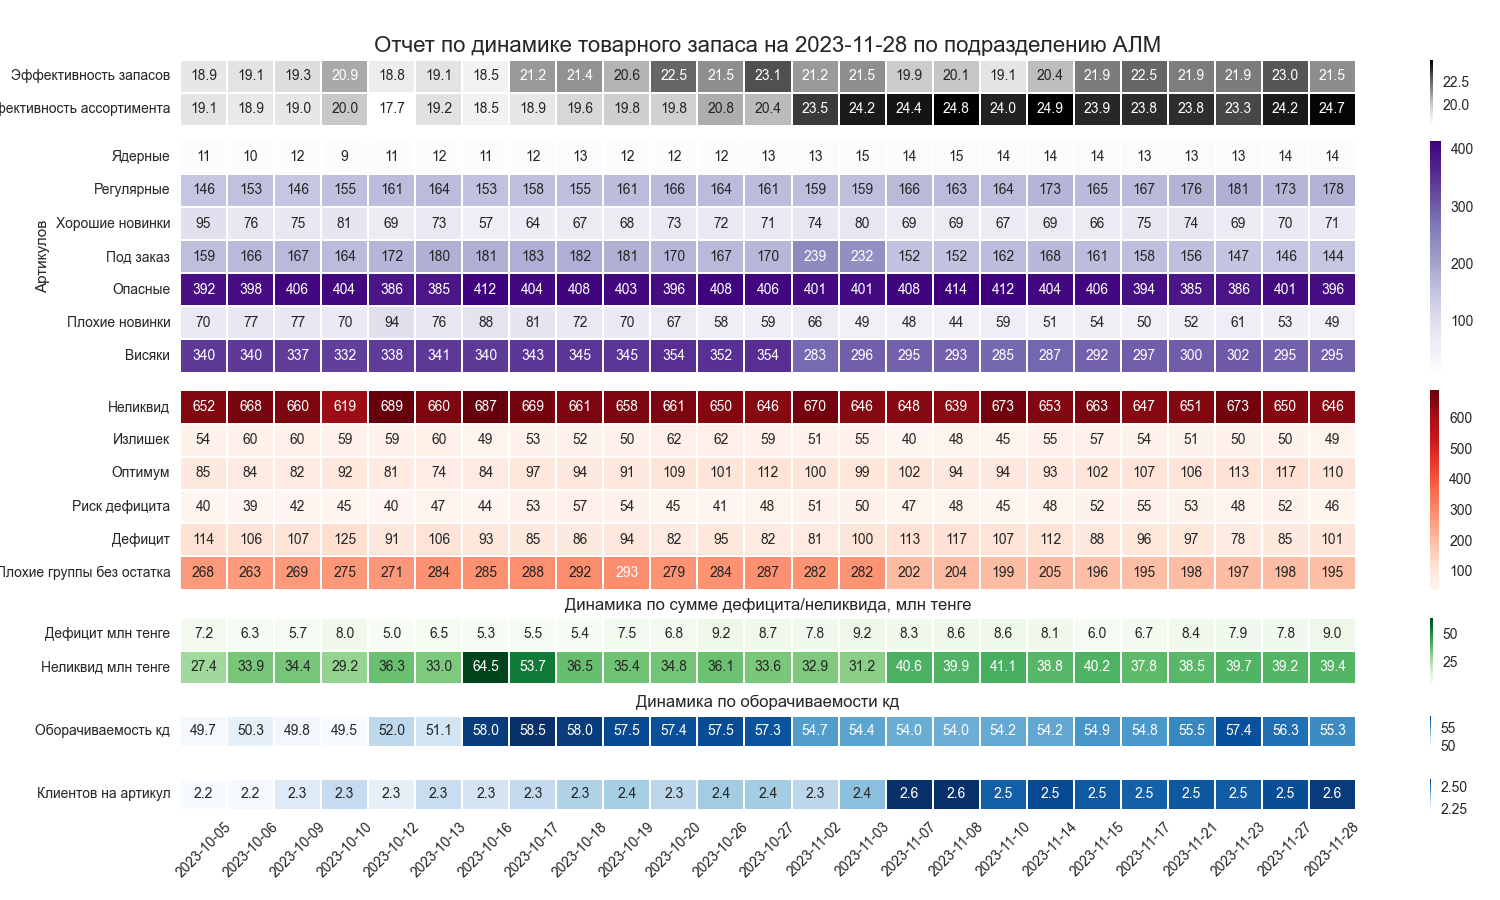 Отчет по динамике товарного запаса на 2023-11-28 по подразделению АЛМ
Эффективность запасов 18.9 19.1 19.3 20.9 18.8 19.1 18.5 21.2 21.4 20.6 22.5 21.5 23.1 21.2 21.5 19.9 20.1 19.1 20.4 21.9 22.5 21.9 21.9 23.0 21.5
фективность ассортимента 19.1 18.9 19.0 20.0 17.7 19.2 18.5 18.9 19.6 19.8 19.8 20.8 20.4 23.5 24.2 24.4 24.8 24.0 24.9 23.9 23.8 23.8 23.3 24.2 24.7
22.5
20.0
Артикулов
Ядерные 11 10 12 9 11 12 11 12 13 12 12 12 13 13 15 14 15 14 14 14 13 13 13 14 14
Регулярные 146 153 146 155 161 164 153 158 155 161 166 164 161 159 159 166 163 164 173 165 167 176 181 173 178
Хорошие новинки 95 76 75 81 69 73 57 64 67 68 73 72 71 74 80 69 69 67 69 66 75 74 69 70 71
Под заказ 159 166 167 164 172 180 181 183 182 181 170 167 170 239 232 152 152 162 168 161 158 156 147 146 144
Опасные 392 398 406 404 386 385 412 404 408 403 396 408 406 401 401 408 414 412 404 406 394 385 386 401 396
Плохие новинки 70 77 77 70 94 76 88 81 72 70 67 58 59 66 49 48 44 59 51 54 50 52 61 53 49
Висяки 340 340 337 332 338 341 340 343 345 345 354 352 354 283 296 295 293 285 287 292 297 300 302 295 295
400
300
200
100
Неликвид 652 668 660 619 689 660 687 669 661 658 661 650 646 670 646 648 639 673 653 663 647 651 673 650 646
Излишек 54 60 60 59 59 60 49 53 52 50 62 62 59 51 55 40 48 45 55 57 54 51 50 50 49
Оптимум 85 84 82 92 81 74 84 97 94 91 109 101 112 100 99 102 94 94 93 102 107 106 113 117 110
Риск дефицита 40 39 42 45 40 47 44 53 57 54 45 41 48 51 50 47 48 45 48 52 55 53 48 52 46
Дефицит 114 106 107 125 91 106 93 85 86 94 82 95 82 81 100 113 117 107 112 88 96 97 78 85 101
Плохие группы без остатка 268 263 269 275 271 284 285 288 292 293 279 284 287 282 282 202 204 199 205 196 195 198 197 198 195
600
500
400
300
200
100
Динамика по сумме дефицита/неликвида, млн тенге
Дефицит млн тенге 7.2 6.3 5.7 8.0 5.0 6.5 5.3 5.5 5.4 7.5 6.8 9.2 8.7 7.8 9.2 8.3 8.6 8.6 8.1 6.0 6.7 8.4 7.9 7.8 9.0
Неликвид млн тенге 27.4 33.9 34.4 29.2 36.3 33.0 64.5 53.7 36.5 35.4 34.8 36.1 33.6 32.9 31.2 40.6 39.9 41.1 38.8 40.2 37.8 38.5 39.7 39.2 39.4
50
25
Динамика по оборачиваемости кд
Оборачиваемость кд 49.7 50.3 49.8 49.5 52.0 51.1 58.0 58.5 58.0 57.5 57.4 57.5 57.3 54.7 54.4 54.0 54.0 54.2 54.2 54.9 54.8 55.5 57.4 56.3 55.3
55
50
Клиентов на артикул 2.2 2.2 2.3 2.3 2.3 2.3 2.3 2.3 2.3 2.4 2.3 2.4 2.4 2.3 2.4 2.6 2.6 2.5 2.5 2.5 2.5 2.5 2.5 2.5 2.6
2.50
2.25
2023-10-05 2023-10-06 2023-10-09 2023-10-10 2023-10-12 2023-10-13 2023-10-16 2023-10-17 2023-10-18 2023-10-19 2023-10-20 2023-10-26 2023-10-27 2023-11-02 2023-11-03 2023-11-07 2023-11-08 2023-11-10 2023-11-14 2023-11-15 2023-11-17 2023-11-21 2023-11-23 2023-11-27 2023-11-28